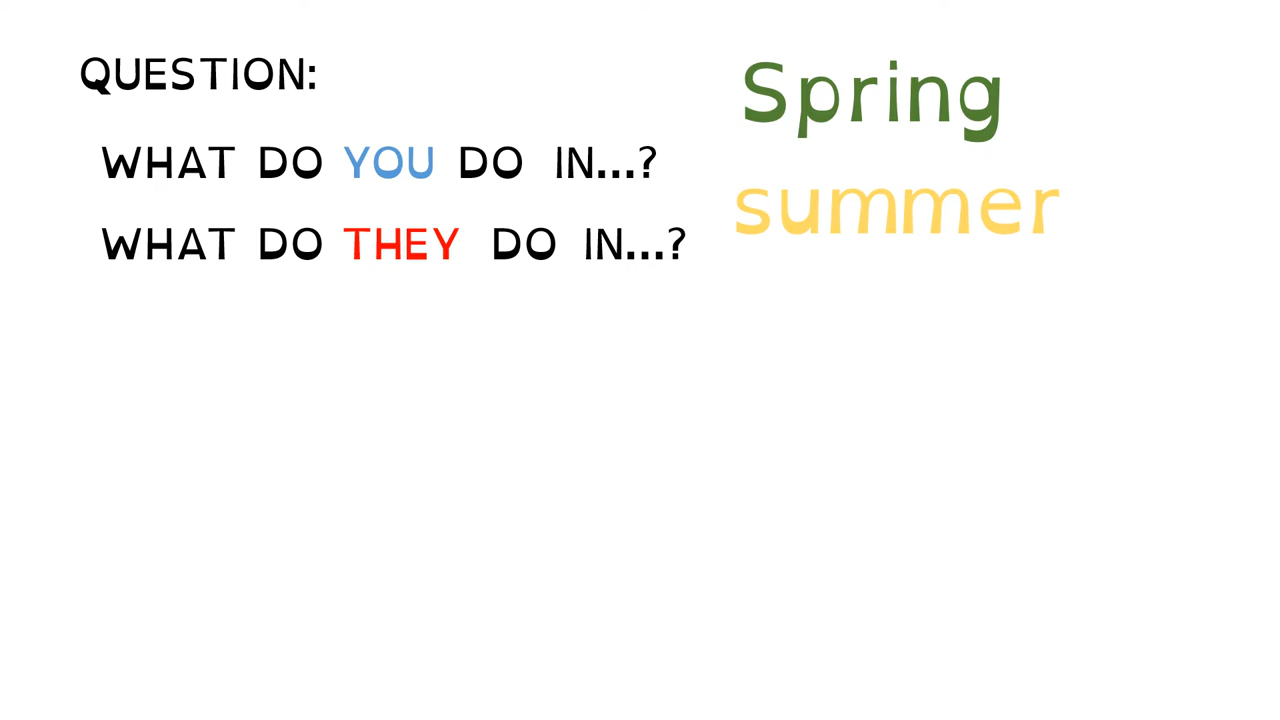 QUESTION:
WHAT DO YOU DO IN...?
WHAT DO THEY DO IN...?
Spring
summer